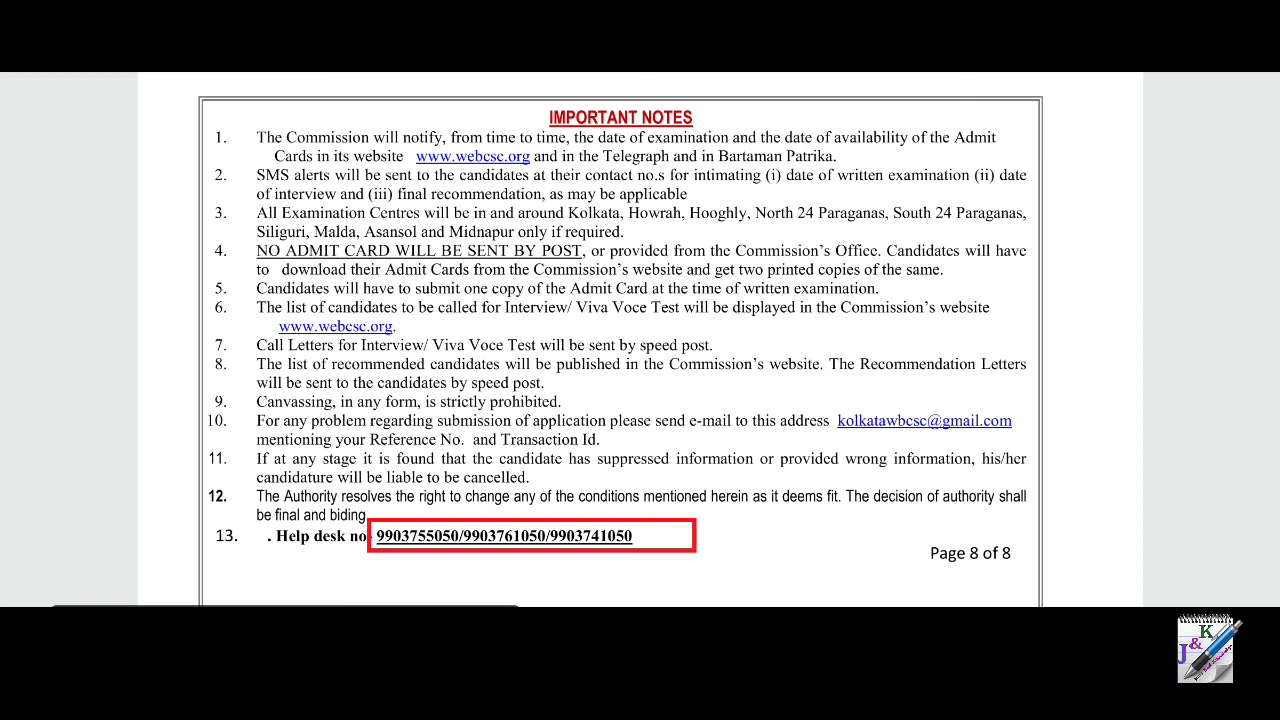 IMPORTANT NOTES
1. The Commission will notify, from time to time, the date of examination and the date of availability of the Admit
Cards in its website www.webcsc.org and in the Telegraph and in Bartaman Patrika.
2. SMS alerts will be sent to the candidates at their contact no.s for intimating (i) date of written examination (ii) date
of interview and (iii) final recommendation, as may be applicable
3. All Examination Centres will be in and around Kolkata, Howrah, Hooghly, North 24 Paraganas, South 24 Paraganas,
Siliguri, Malda, Asansol and Midnapur only if required.
4. NO ADMIT CARD WILL BE SENT BY POST, or provided from the Commission's Office. Candidates will have
to download their Admit Cards from the Commission's website and get two printed copies of the same.
5. Candidates will have to submit one copy of the Admit Card at the time of written examination.
6. The list of candidates to be called for Interview/ Viva Voce Test will be displayed in the Commission's website
www.webcsc.org.
7. Call Letters for Interview/ Viva Voce Test will be sent by speed post.
8. The list of recommended candidates will be published in the Commission's website. The Recommendation Letters
will be sent to the candidates by speed post.
9. Canvassing, in any form, is strictly prohibited.
10. For any problem regarding submission of application please send e-mail to this address kolkatawbcsc@gmail.com
mentioning your Reference No. and Transaction Id.
11. If at any stage it is found that the candidate has suppressed information or provided wrong information, his/her
candidature will be liable to be cancelled.
12. The Authority resolves the right to change any of the conditions mentioned herein as it deems fit. The decision of authority shall
be final and biding
13. . Help desk no 9903755050/9903761050/9903741050
Page 8 of 8
J&K